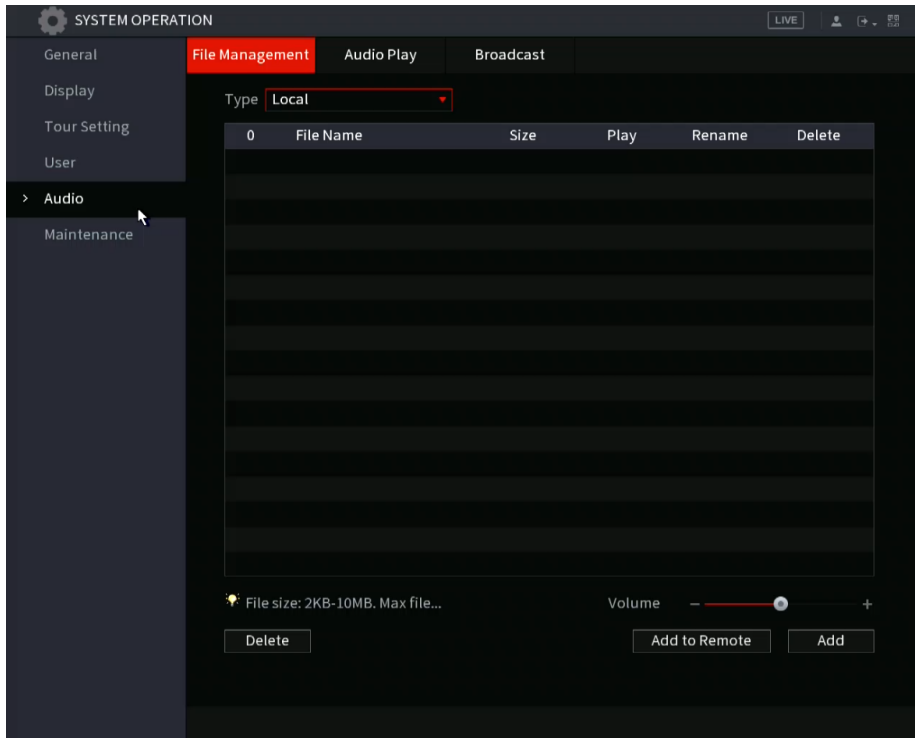 SYSTEM OPERATION
LIVE
General
Display
Tour Setting
User
> Audio
Maintenance
File Management Audio Play Broadcast
Type Local
0 File Name Size Play Rename Delete
File size: 2KB-10MB. Max file...
Volume − +
Delete
Add to Remote Add